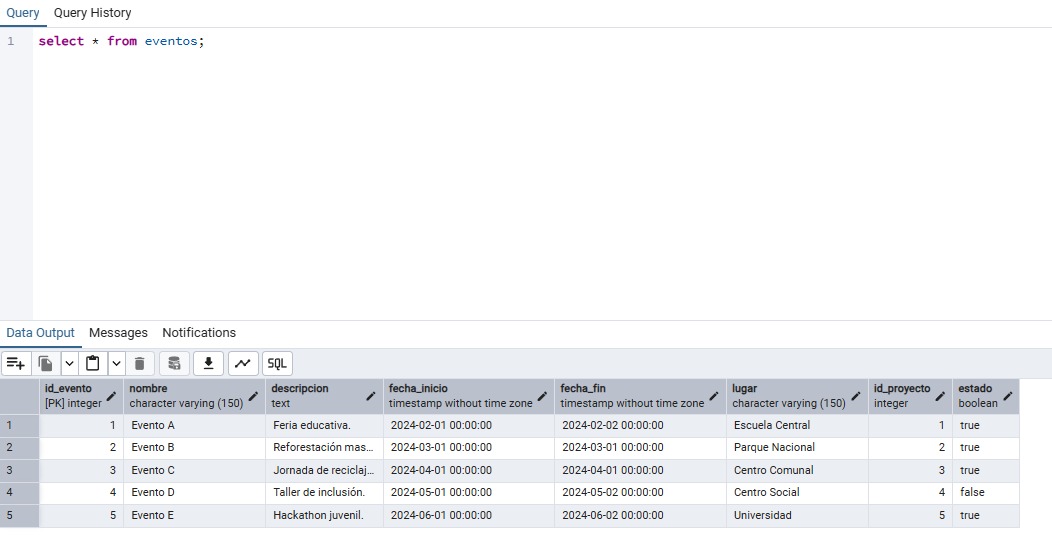 Query Query History
1 select * from eventos;
Data Output Messages Notifications
SQL
id_evento nombre descripcion fecha_inicio fecha_fin lugar id_proyecto estado
[PK] integer character varying (150) text timestamp without time zone timestamp without time zone character varying (150) integer boolean
1 1 Evento A Feria educativa. 2024-02-01 00:00:00 2024-02-02 00:00:00 Escuela Central 1 true
2 2 Evento B Reforestación mas... 2024-03-01 00:00:00 2024-03-01 00:00:00 Parque Nacional 2 true
3 3 Evento C Jornada de reciclaj... 2024-04-01 00:00:00 2024-04-01 00:00:00 Centro Comunal 3 true
4 4 Evento D Taller de inclusión. 2024-05-01 00:00:00 2024-05-02 00:00:00 Centro Social 4 false
5 5 Evento E Hackathon juvenil. 2024-06-01 00:00:00 2024-06-02 00:00:00 Universidad 5 true